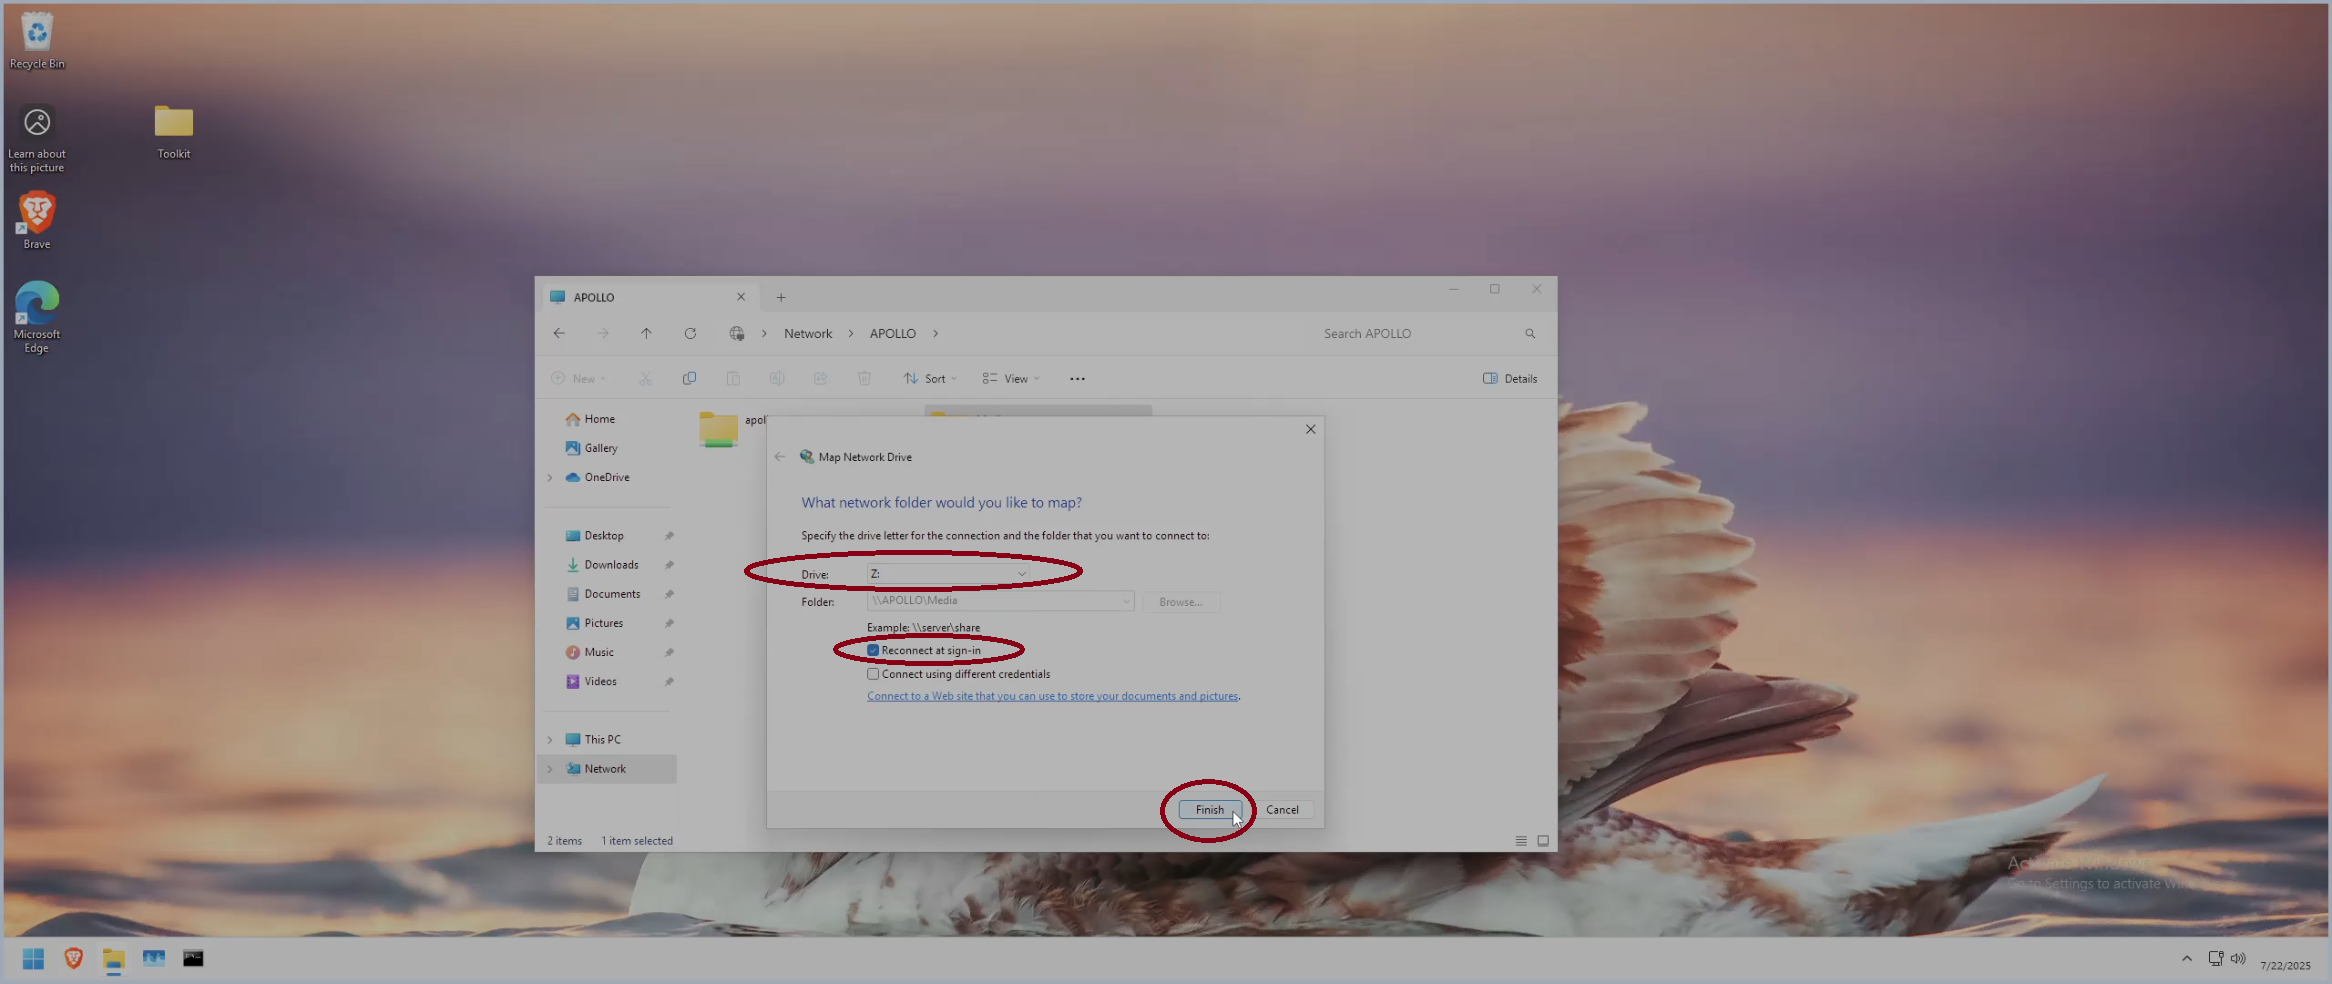 Recycle Bin
Learn about
this picture
Toolkit
Brave
Microsoft
Edge
APOLLO
Network
APOLLO
Search APOLLO
New
Sort
View
Details
Home
Gallery
OneDrive
Desktop
Downloads
Documents
Pictures
Music
Videos
This PC
Network
2 items
1 item selected
Map Network Drive
What network folder would you like to map?
Specify the drive letter for the connection and the folder that you want to connect to:
Drive: Z:
Folder: \\APOLLO\Media Browse...
Example: \\server\share
Reconnect at sign-in
Connect using different credentials
Connect to a Web site that you can use to store your documents and pictures.
Finish Cancel
Activate Windows
Go to Settings to activate
7/22/2025